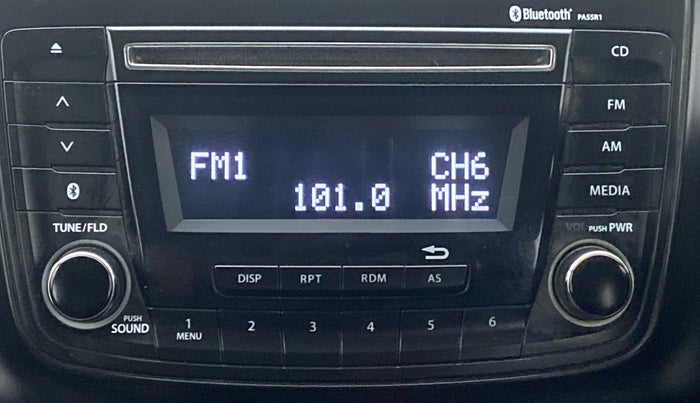 Bluetooth PA5SR1
CD
FM
AM
MEDIA
FM1 CH6
101.0 MHz
TUNE/FLD
VOL PUSH PWR
DISP RPT RDM AS
PUSH
SOUND
1 2 3 4 5 6
MENU